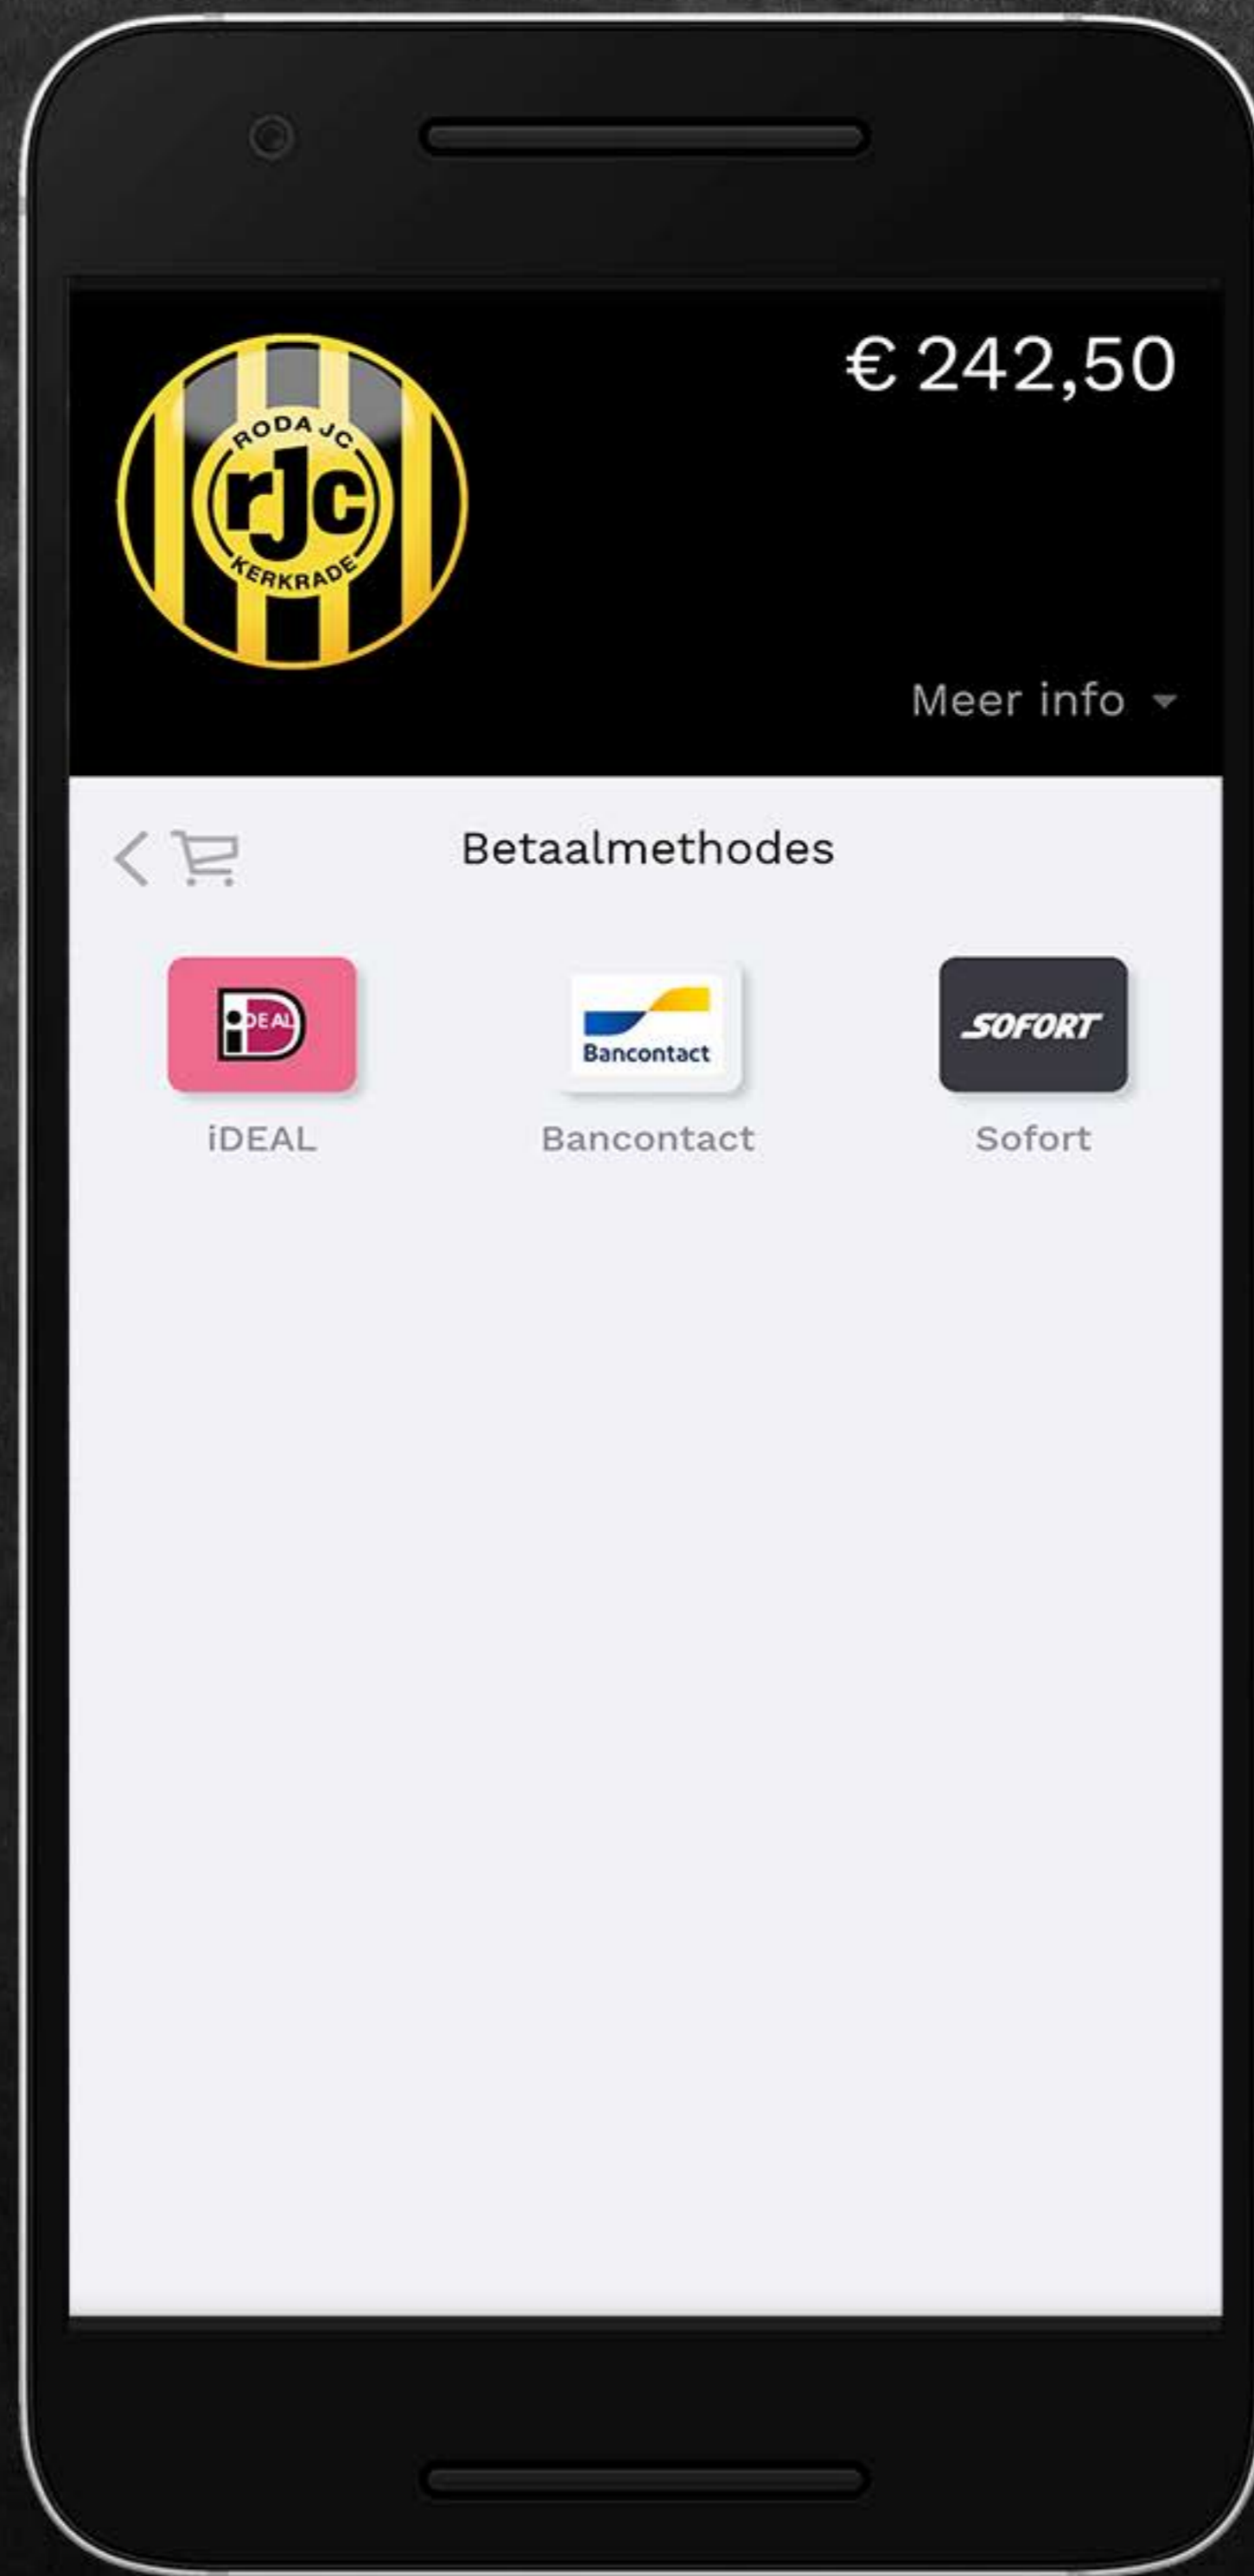 € 242,50
RODA JC
rJc
KERKRADE
Meer info
Betaalmethodes
iDEAL
Bancontact
SOFORT
iDEAL
Bancontact
Sofort